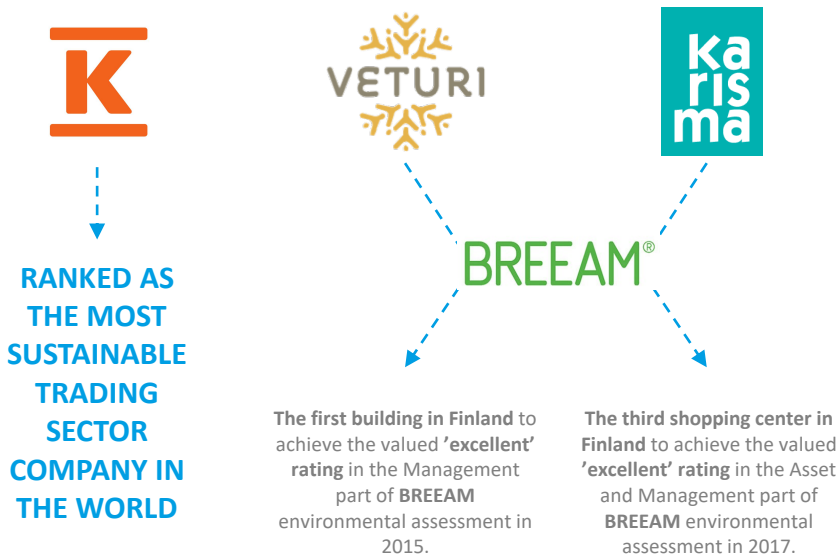 K
VETURI
ka
ris
ma
BREEAM®
RANKED AS
THE MOST
SUSTAINABLE
TRADING
SECTOR
COMPANY IN
THE WORLD
The first building in Finland to
achieve the valued ’excellent’
rating in the Management
part of BREEAM
environmental assessment in
2015.
The third shopping center in
Finland to achieve the valued
’excellent’ rating in the Asset
and Management part of
BREEAM environmental
assessment in 2017.